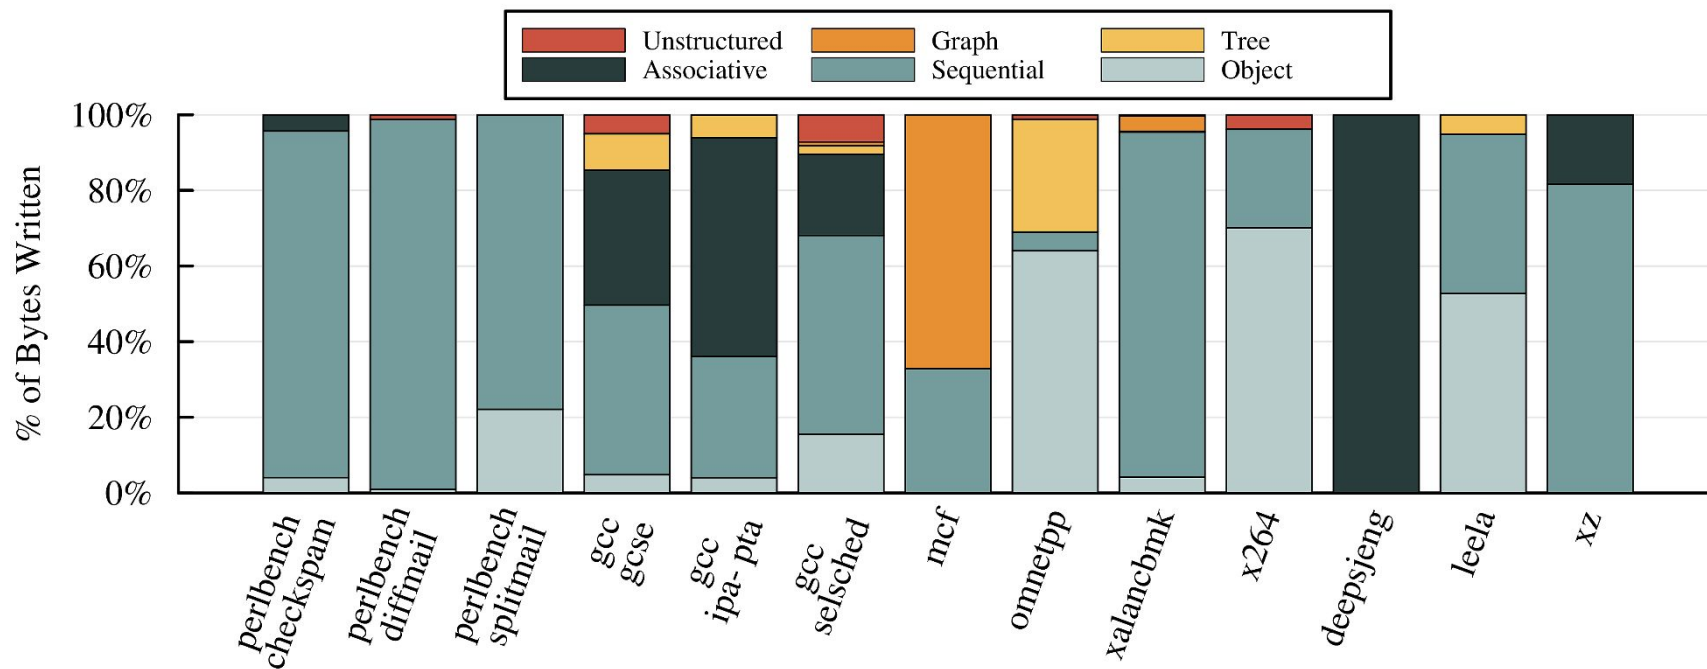 Unstructured Graph Tree
Associative Sequential Object
% of Bytes Written
100%
80%
60%
40%
20%
0%
perlbench
checkspam
perlbench
diffmail
perlbench
splitmail
gcc
gcse
gcc
ipa- pta
gcc
selsched
mcf
omnetpp
xalancbmk
x264
deepsjeng
leela
xz